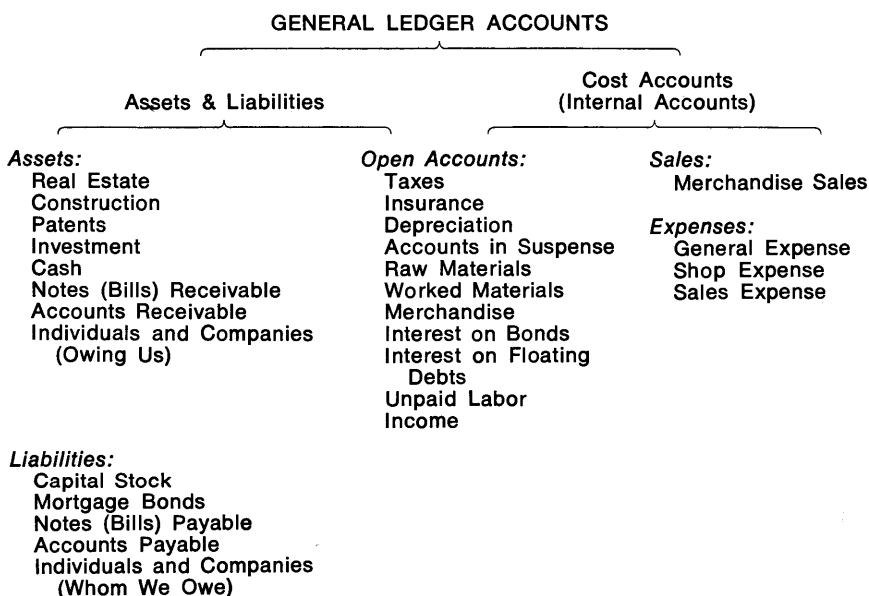 GENERAL LEDGER ACCOUNTS
Assets & Liabilities
Cost Accounts
(Internal Accounts)
Assets:
Real Estate
Construction
Patents
Investment
Cash
Notes (Bills) Receivable
Accounts Receivable
Individuals and Companies
(Owing Us)
Liabilities:
Capital Stock
Mortgage Bonds
Notes (Bills) Payable
Accounts Payable
Individuals and Companies
(Whom We Owe)
Open Accounts:
Taxes
Insurance
Depreciation
Accounts in Suspense
Raw Materials
Worked Materials
Merchandise
Interest on Bonds
Interest on Floating
Debts
Unpaid Labor
Income
Sales:
Merchandise Sales
Expenses:
General Expense
Shop Expense
Sales Expense